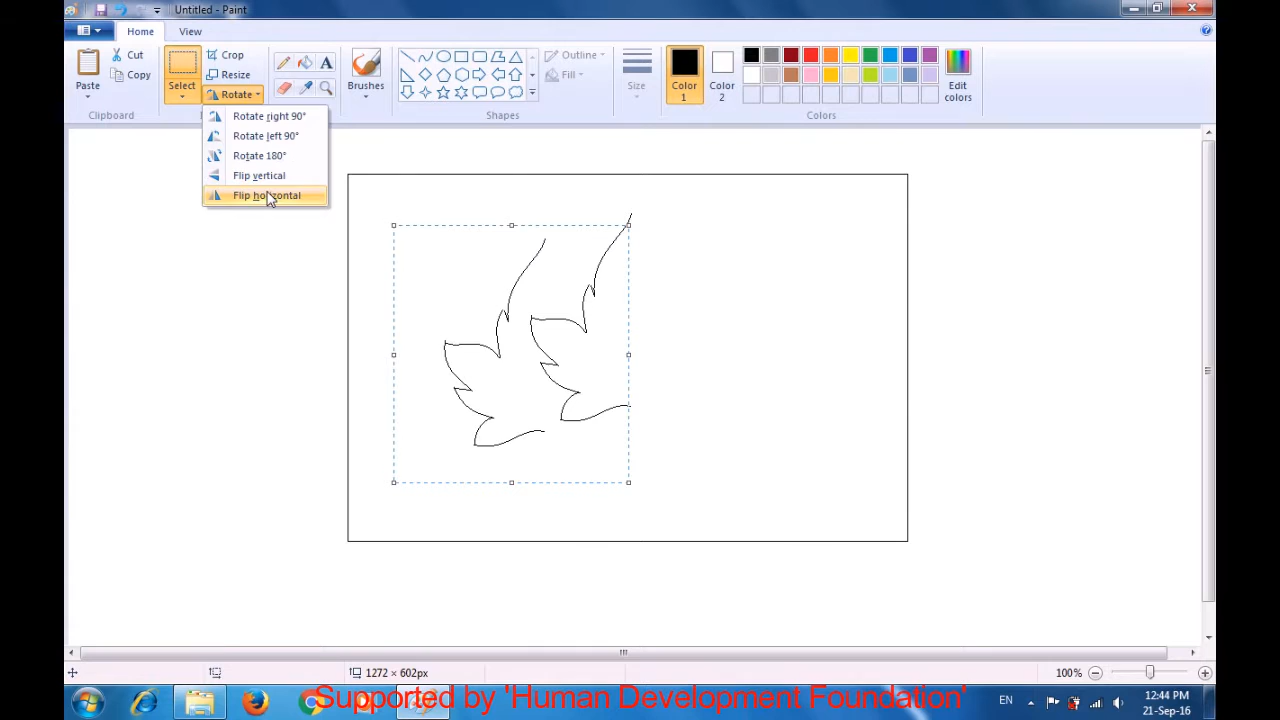 Untitled - Paint
Home View
Paste
Cut
Copy
Clipboard
Select
Crop
Resize
Rotate
Brushes
Outline
Fill
Shapes
Size
Color 1
Color 2
Edit colors
Colors
Rotate right 90°
Rotate left 90°
Rotate 180°
Flip vertical
Flip horizontal
1272 × 602px
100%
EN
12:44 PM
21-Sep-16
Supported by 'Human Development Foundation'